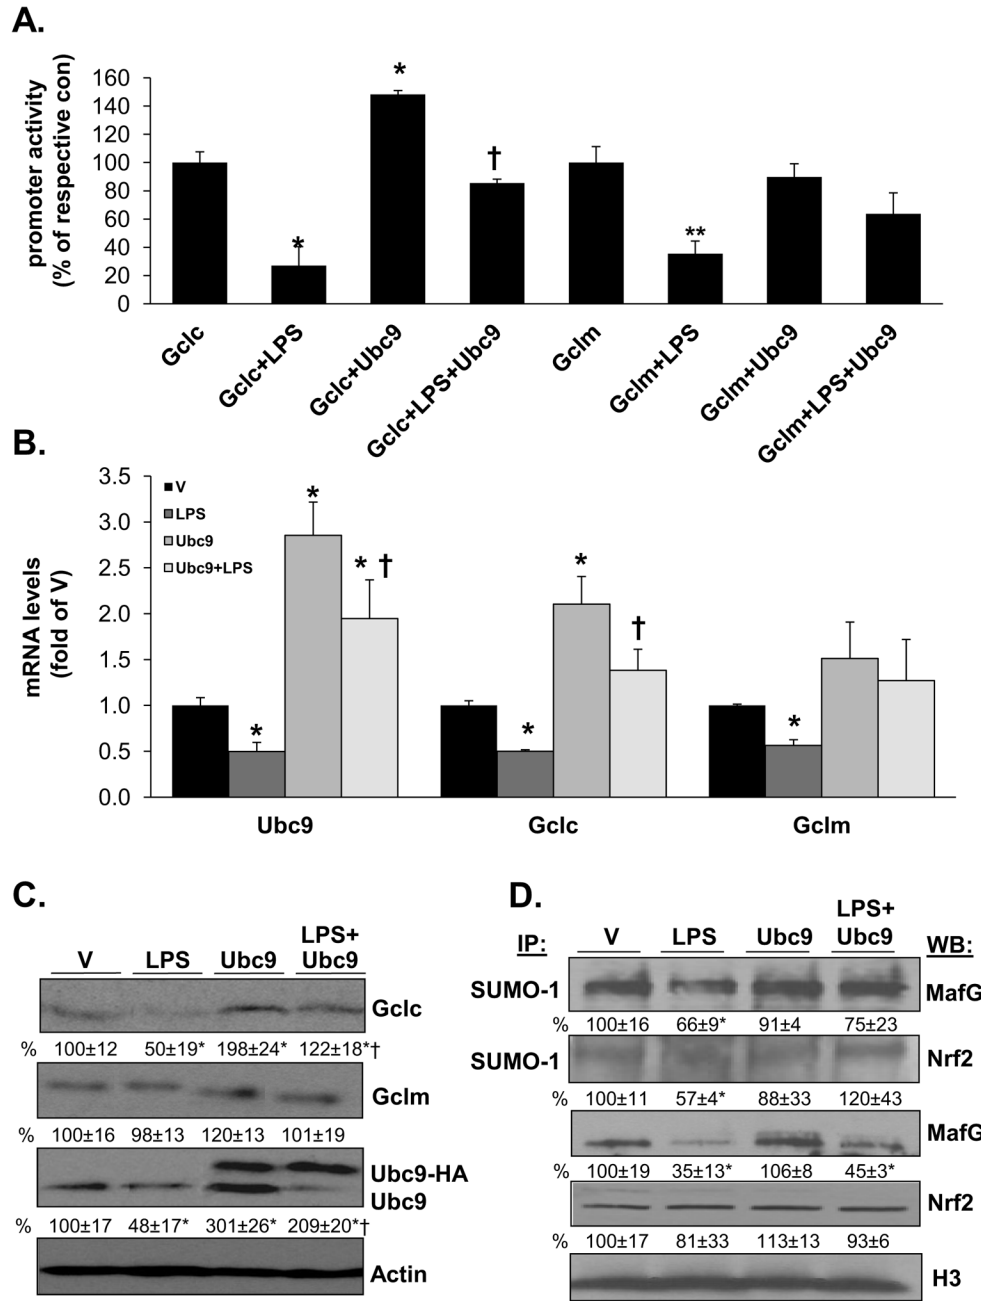 A.
promoter activity
(% of respective con)
160
140
120
100
80
60
40
20
0
* * † **
Gclc
Gclc+LPS
Gclc+Ubc9
Gclc+LPS+Ubc9
Gclm
Gclm+LPS
Gclm+Ubc9
Gclm+LPS+Ubc9
B.
mRNA levels
(fold of V)
3.5
3.0
2.5
2.0
1.5
1.0
0.5
0.0
V
LPS
Ubc9
Ubc9+LPS
* * * † * * † *
Ubc9 Gclc Gclm
C.
V LPS Ubc9 LPS+ Ubc9
Gclc
% 100±12 50±19* 198±24* 122±18*†
Gclm
% 100±16 98±13 120±13 101±19
Ubc9-HA
Ubc9
% 100±17 48±17* 301±26* 209±20*†
Actin
D.
IP: V LPS Ubc9 LPS+ Ubc9 WB:
SUMO-1 MafG
% 100±16 66±9* 91±4 75±23
SUMO-1 Nrf2
% 100±11 57±4* 88±33 120±43
MafG
% 100±19 35±13* 106±8 45±3*
Nrf2
% 100±17 81±33 113±13 93±6
H3